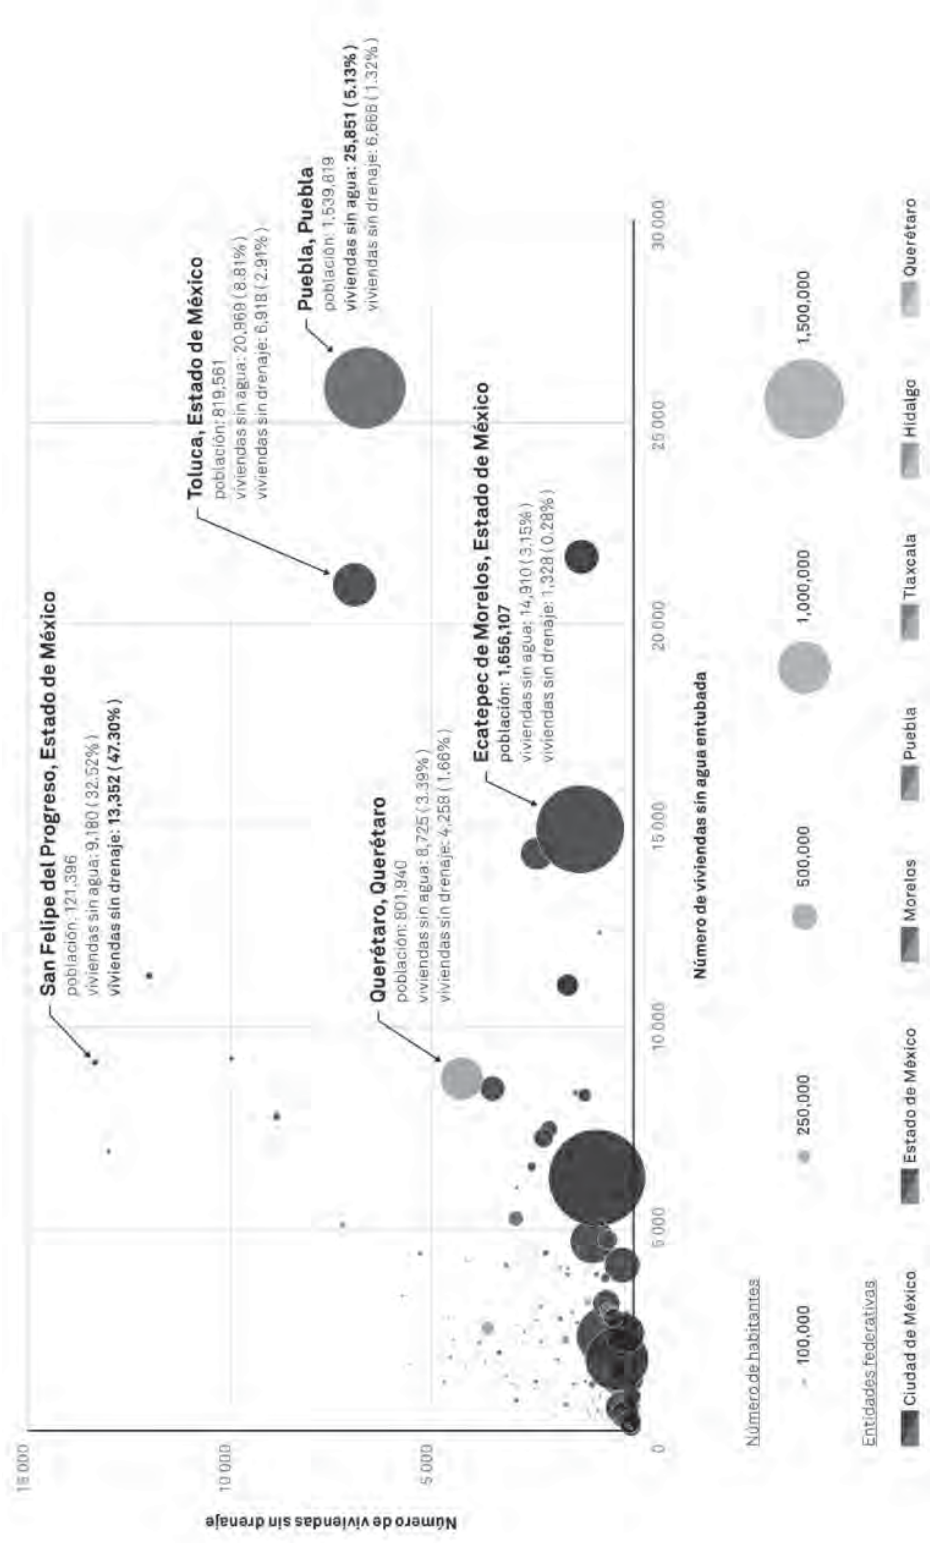 Número de viviendas sin drenaje
15 000
10 000
5 000
0
5 000
10 000
15 000
20 000
25 000
30 000
Número de viviendas sin agua entubada
San Felipe del Progreso, Estado de México
población: 121,396
viviendas sin agua: 9,180 ( 32.52% )
viviendas sin drenaje: 13,352 ( 47.30% )
Toluca, Estado de México
población: 819,561
viviendas sin agua: 20,969 ( 8.81% )
viviendas sin drenaje: 6,918 ( 2.91% )
Puebla, Puebla
población: 1,539,819
viviendas sin agua: 25,851 ( 5.13% )
viviendas sin drenaje: 6,668 ( 1.32% )
Querétaro, Querétaro
población: 801,940
viviendas sin agua: 8,725 ( 3.39% )
viviendas sin drenaje: 4,258 ( 1.66% )
Ecatepec de Morelos, Estado de México
población: 1,656,107
viviendas sin agua: 14,910 ( 3.15% )
viviendas sin drenaje: 1,328 ( 0.28% )
Número de habitantes
100,000
250,000
500,000
1,000,000
1,500,000
Entidades federativas
Ciudad de México
Estado de México
Morelos
Puebla
Tlaxcala
Hidalgo
Querétaro